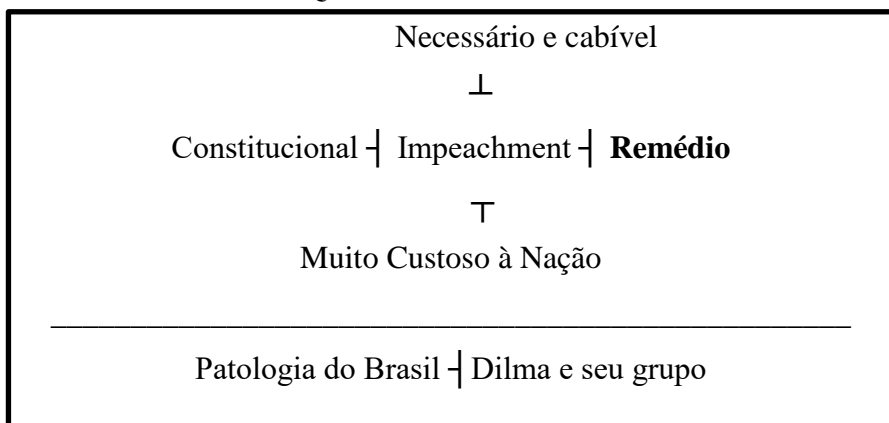 Necessário e cabível
┴
Constitucional ┤ Impeachment ┤ Remédio
┬
Muito Custoso à Nação
Patologia do Brasil ┤ Dilma e seu grupo